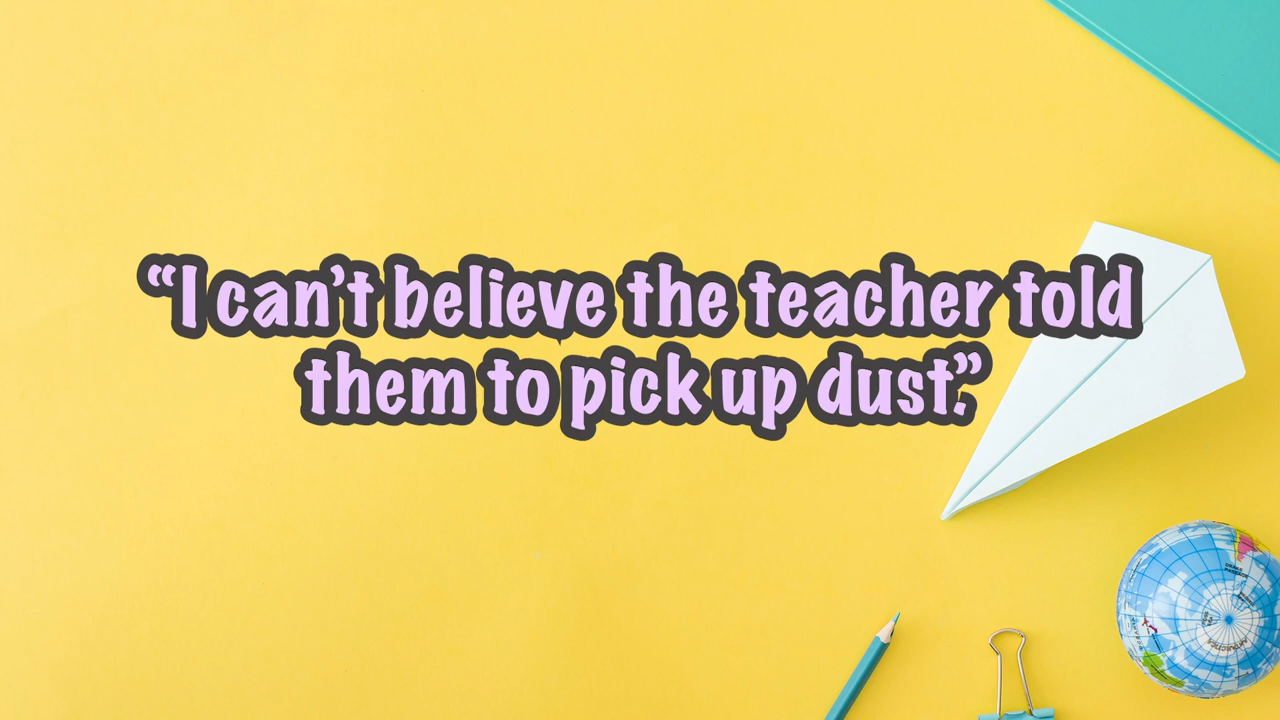 “I can’t believe the teacher told
them to pick up dust.”